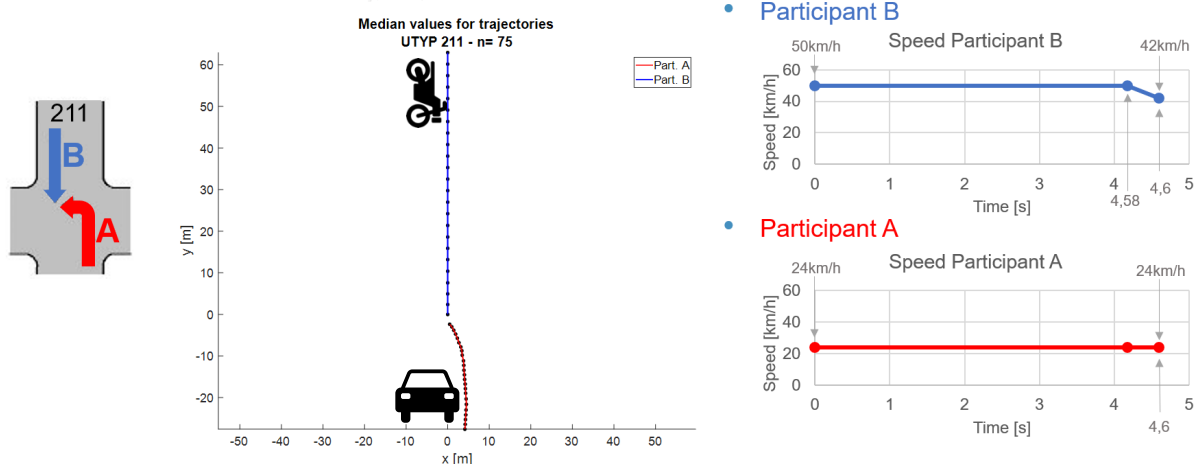 211
B
A
Median values for trajectories
UTYP 211 - n= 75
Part. A
Part. B
60
50
40
30
20
10
0
-10
-20
y [m]
-50 -40 -30 -20 -10 0 10 20 30 40 50
x [m]
• Participant B
50km/h
Speed Participant B
42km/h
Speed [km/h]
60
40
20
0
0 1 2 3 4 5
4,58
4,6
Time [s]
• Participant A
24km/h
Speed Participant A
24km/h
Speed [km/h]
60
40
20
0
0 1 2 3 4 5
4,6
Time [s]